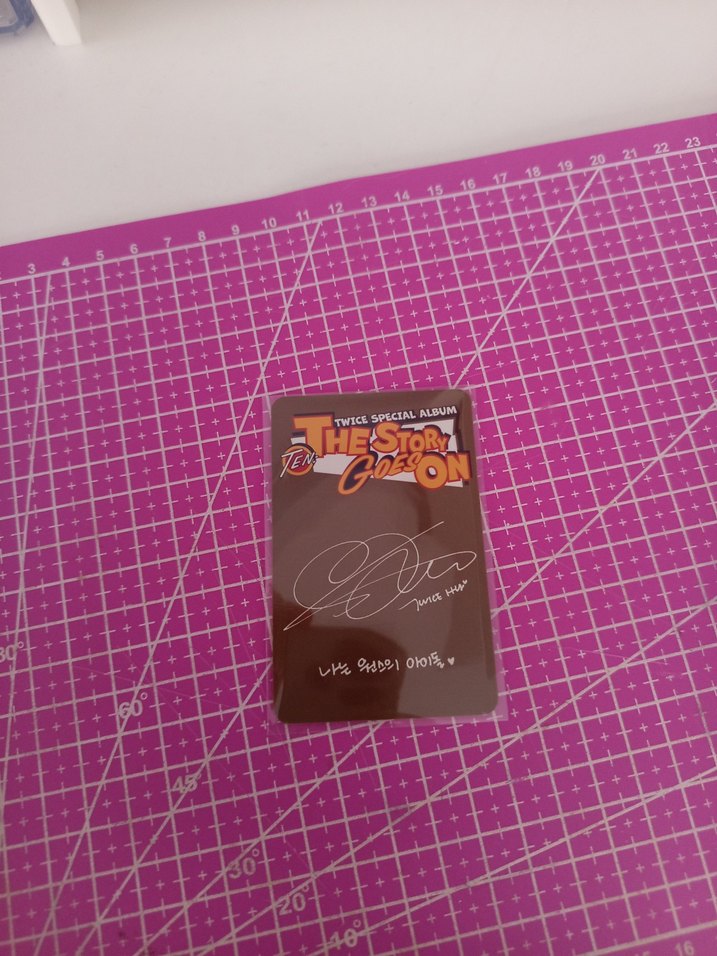 3 4 5 6 7 8 9 10 11 12 13 14 15 16 17 18 19 20 21 22 23
TWICE SPECIAL ALBUM
THE STORY
TEN: GOES ON
TWICE
나는 원스의 아이돌 ♥
60°
45°
30°
20°
10°
16